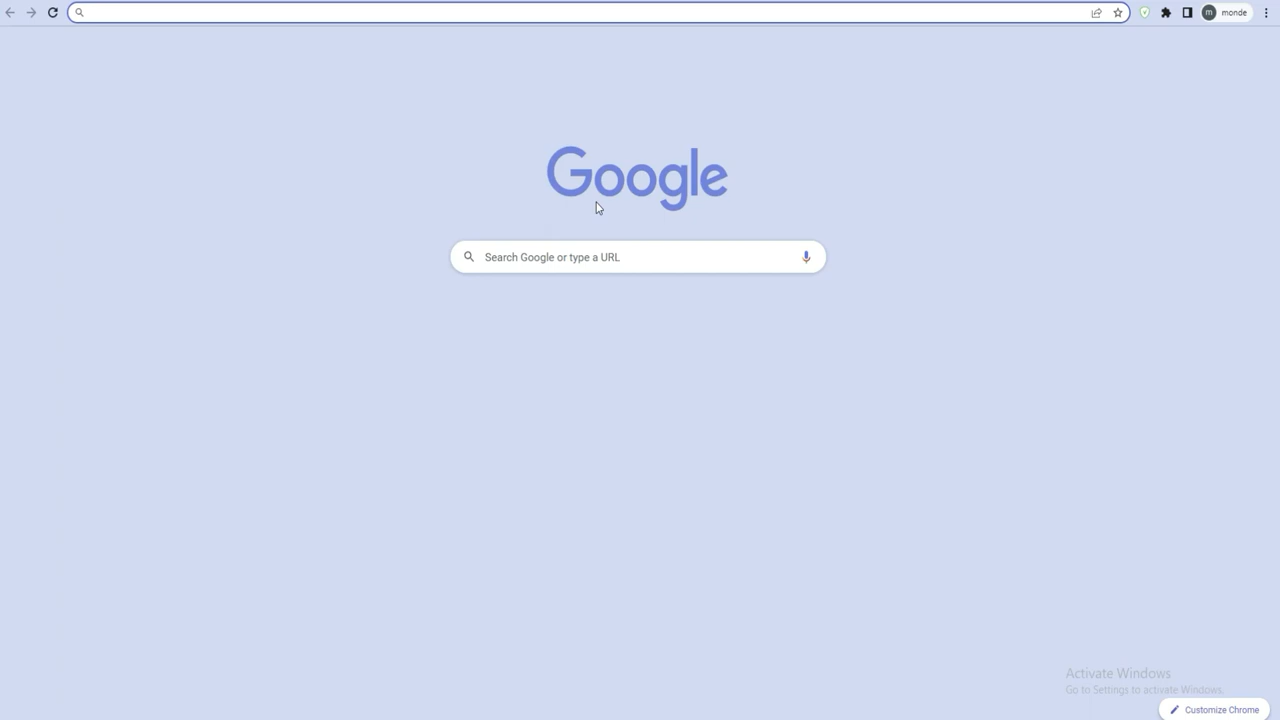 m monde
Google
Search Google or type a URL
Activate Windows
Go to Settings to activate Windows.
Customize Chrome